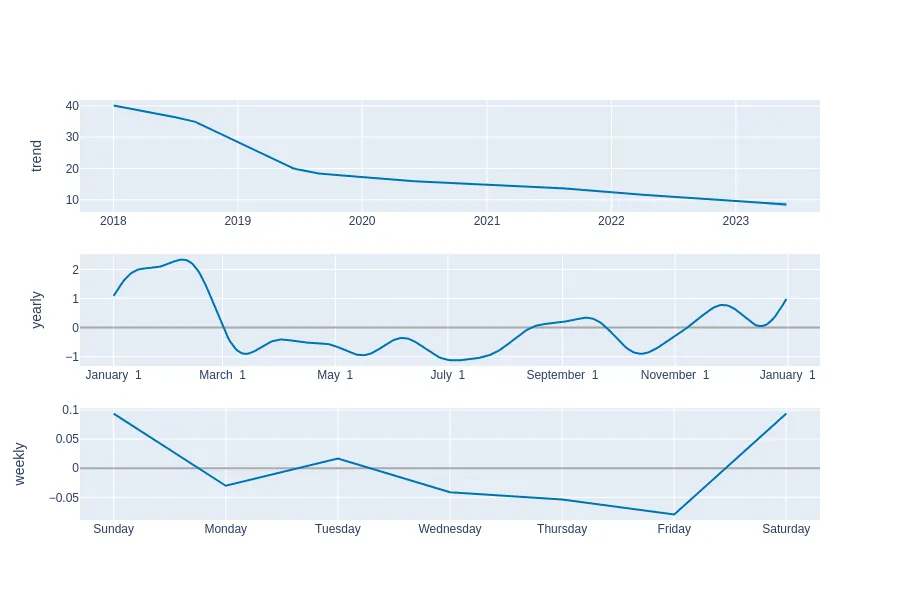 trend
40
30
20
10
2018 2019 2020 2021 2022 2023
yearly
2
1
0
−1
January 1 March 1 May 1 July 1 September 1 November 1 January 1
weekly
0.1
0.05
0
−0.05
Sunday Monday Tuesday Wednesday Thursday Friday Saturday